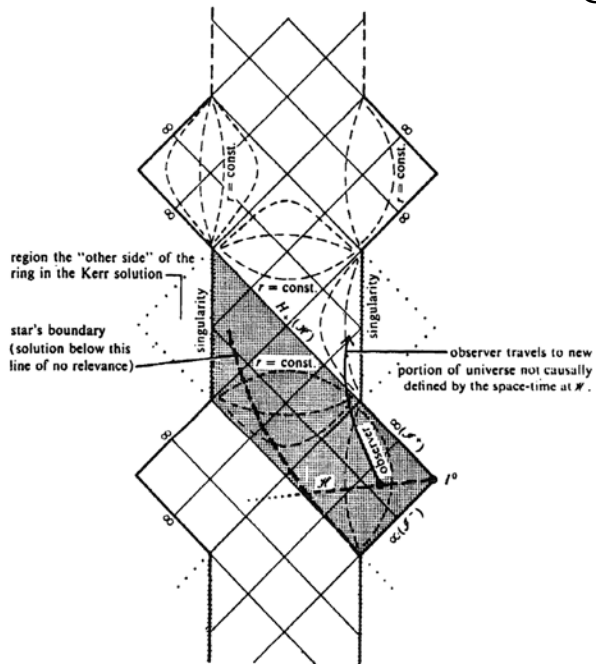 ∞
∞
r = const.
r = const.
∞
∞
region the "other side" of the
ring in the Kerr solution
singularity
r = const.
H₊(ℋ)
singularity
star's boundary
(solution below this
line of no relevance)
r = const.
observer travels to new
portion of universe not causally
defined by the space-time at ℋ.
observer
∞(ℐ⁺)
∞
ℋ
I⁰
∞(ℐ⁻)
∞